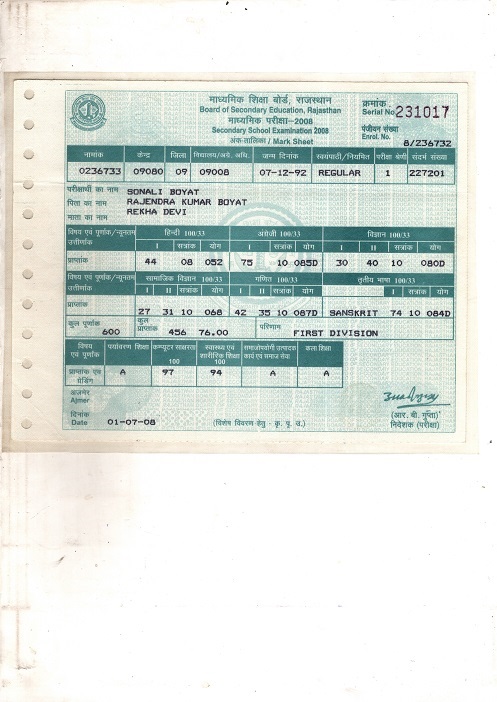 माध्यमिक शिक्षा बोर्ड, राजस्थान
Board of Secondary Education, Rajasthan
माध्यमिक परीक्षा-2008
Secondary School Examination 2008
अंक-तालिका / Mark Sheet
क्रमांक
Serial No 231017
पंजीयन संख्या
Enrol. No. 8/236732
नामांक केन्द्र जिला विद्यालय/अग्रे. अधि. जन्म दिनांक स्वयंपाठी/नियमित परीक्षा श्रेणी संदर्भ संख्या
0236733 09080 09 09008 07-12-92 REGULAR 1 227201
परीक्षार्थी का नाम SONALI BOYAT
पिता का नाम RAJENDRA KUMAR BOYAT
माता का नाम REKHA DEVI
विषय एवं पूर्णांक/न्यूनतम उत्तीर्णांक हिन्दी 100/33 अंग्रेजी 100/33 विज्ञान 100/33
I सत्रांक योग I II सत्रांक योग I II सत्रांक योग
प्राप्तांक 44 08 052 75 10 085D 30 40 10 080D
विषय एवं पूर्णांक/न्यूनतम उत्तीर्णांक सामाजिक विज्ञान 100/33 गणित 100/33 तृतीय भाषा 100/33
I II सत्रांक योग I II सत्रांक योग I सत्रांक योग
प्राप्तांक 27 31 10 068 42 35 10 087D SANSKRIT 74 10 084D
कुल पूर्णांक 600 कुल प्राप्तांक 456 76.00 परिणाम FIRST DIVISION
विषय एवं पूर्णांक पर्यावरण शिक्षा कम्प्यूटर साक्षरता 100 स्वास्थ्य एवं शारीरिक शिक्षा 100 समाजोपयोगी उत्पादक कार्य एवं समाज सेवा कला शिक्षा
प्राप्तांक एवं ग्रेडिंग A 97 94 A A
अजमेर
Ajmer
दिनांक
Date 01-07-08
(विशेष विवरण हेतु - कृ. पृ. उ.)
(आर. बी. गुप्ता)
निदेशक (परीक्षा)